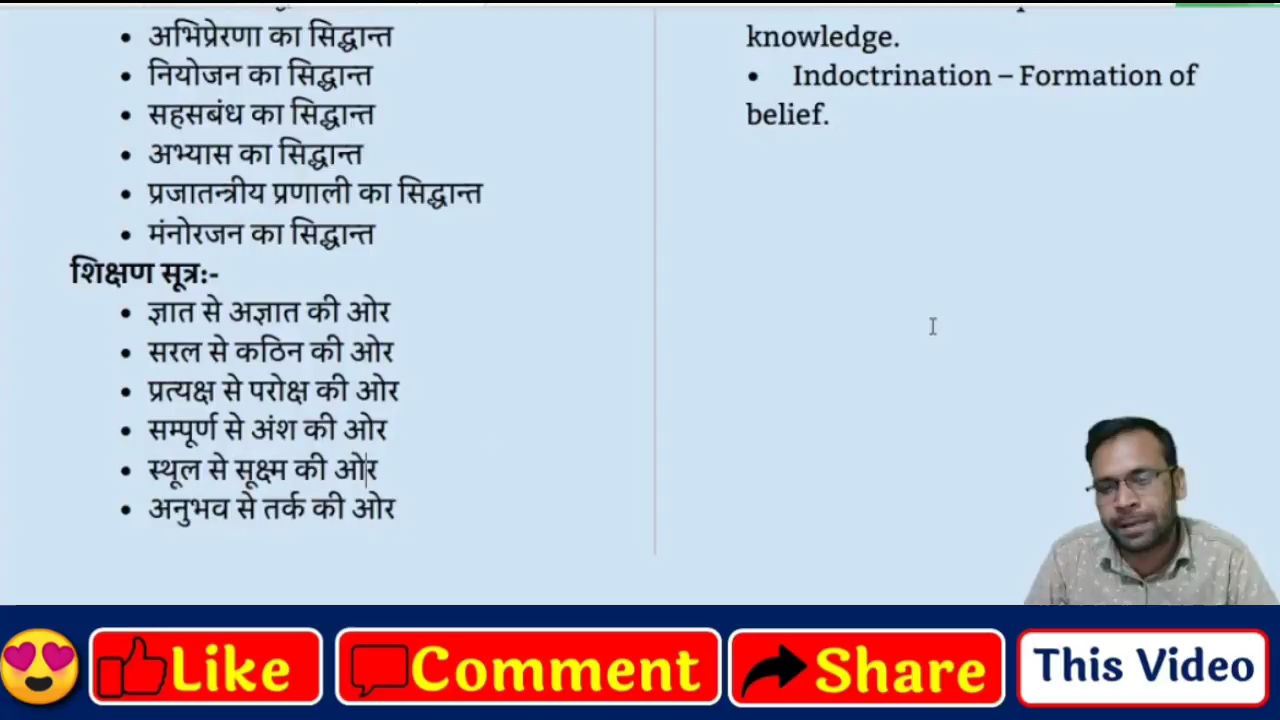 • अभिप्रेरणा का सिद्धान्त
• नियोजन का सिद्धान्त
• सहसबंध का सिद्धान्त
• अभ्यास का सिद्धान्त
• प्रजातन्त्रीय प्रणाली का सिद्धान्त
• मंनोरजन का सिद्धान्त
शिक्षण सूत्रः-
• ज्ञात से अज्ञात की ओर
• सरल से कठिन की ओर
• प्रत्यक्ष से परोक्ष की ओर
• सम्पूर्ण से अंश की ओर
• स्थूल से सूक्ष्म की ओर
• अनुभव से तर्क की ओर
knowledge.
• Indoctrination – Formation of
belief.
Like
Comment
Share
This Video